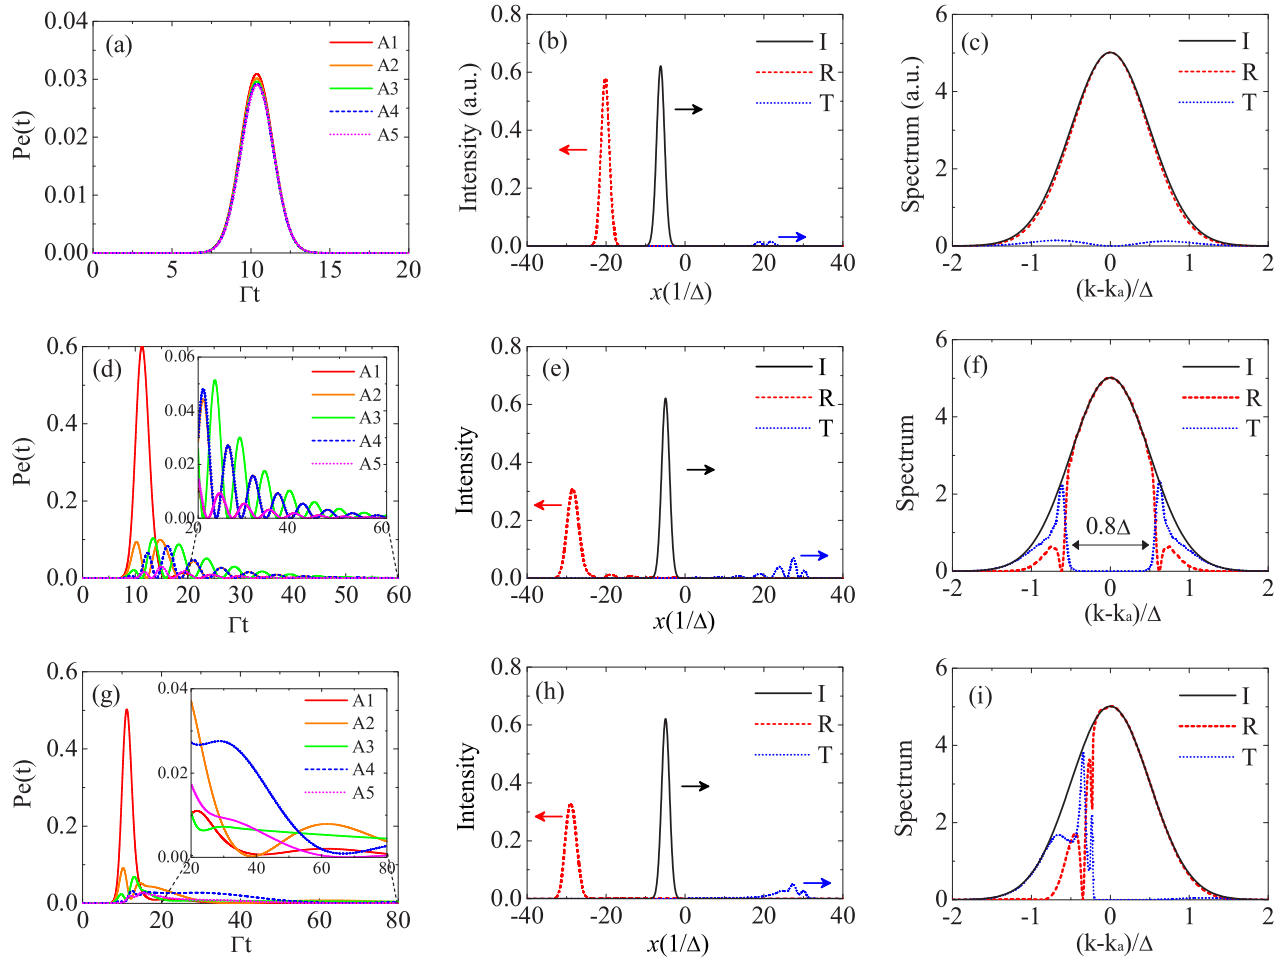 (a)
Pe(t)
0.04
0.03
0.02
0.01
0.00
A1
A2
A3
A4
A5
0 5 10 15 20
Γt
(b)
Intensity (a.u.)
0.8
0.6
0.4
0.2
0.0
I
R
T
-40 -20 0 20 40
x(1/Δ)
(c)
Spectrum (a.u.)
6
4
2
0
I
R
T
-2 -1 0 1 2
(k-kₐ)/Δ
(d)
Pe(t)
0.6
0.4
0.2
0.0
0.06
0.04
0.02
0.00
20 40 60
A1
A2
A3
A4
A5
0 10 20 30 40 50 60
Γt
(e)
Intensity
0.8
0.6
0.4
0.2
0.0
I
R
T
-40 -20 0 20 40
x(1/Δ)
(f)
Spectrum
6
4
2
0
I
R
T
0.8Δ
-2 -1 0 1 2
(k-kₐ)/Δ
(g)
Pe(t)
0.6
0.4
0.2
0.0
0.04
0.02
0.00
20 40 60 80
A1
A2
A3
A4
A5
0 20 40 60 80
Γt
(h)
Intensity
0.8
0.6
0.4
0.2
0.0
I
R
T
-40 -20 0 20 40
x(1/Δ)
(i)
Spectrum
6
4
2
0
I
R
T
-2 -1 0 1 2
(k-kₐ)/Δ